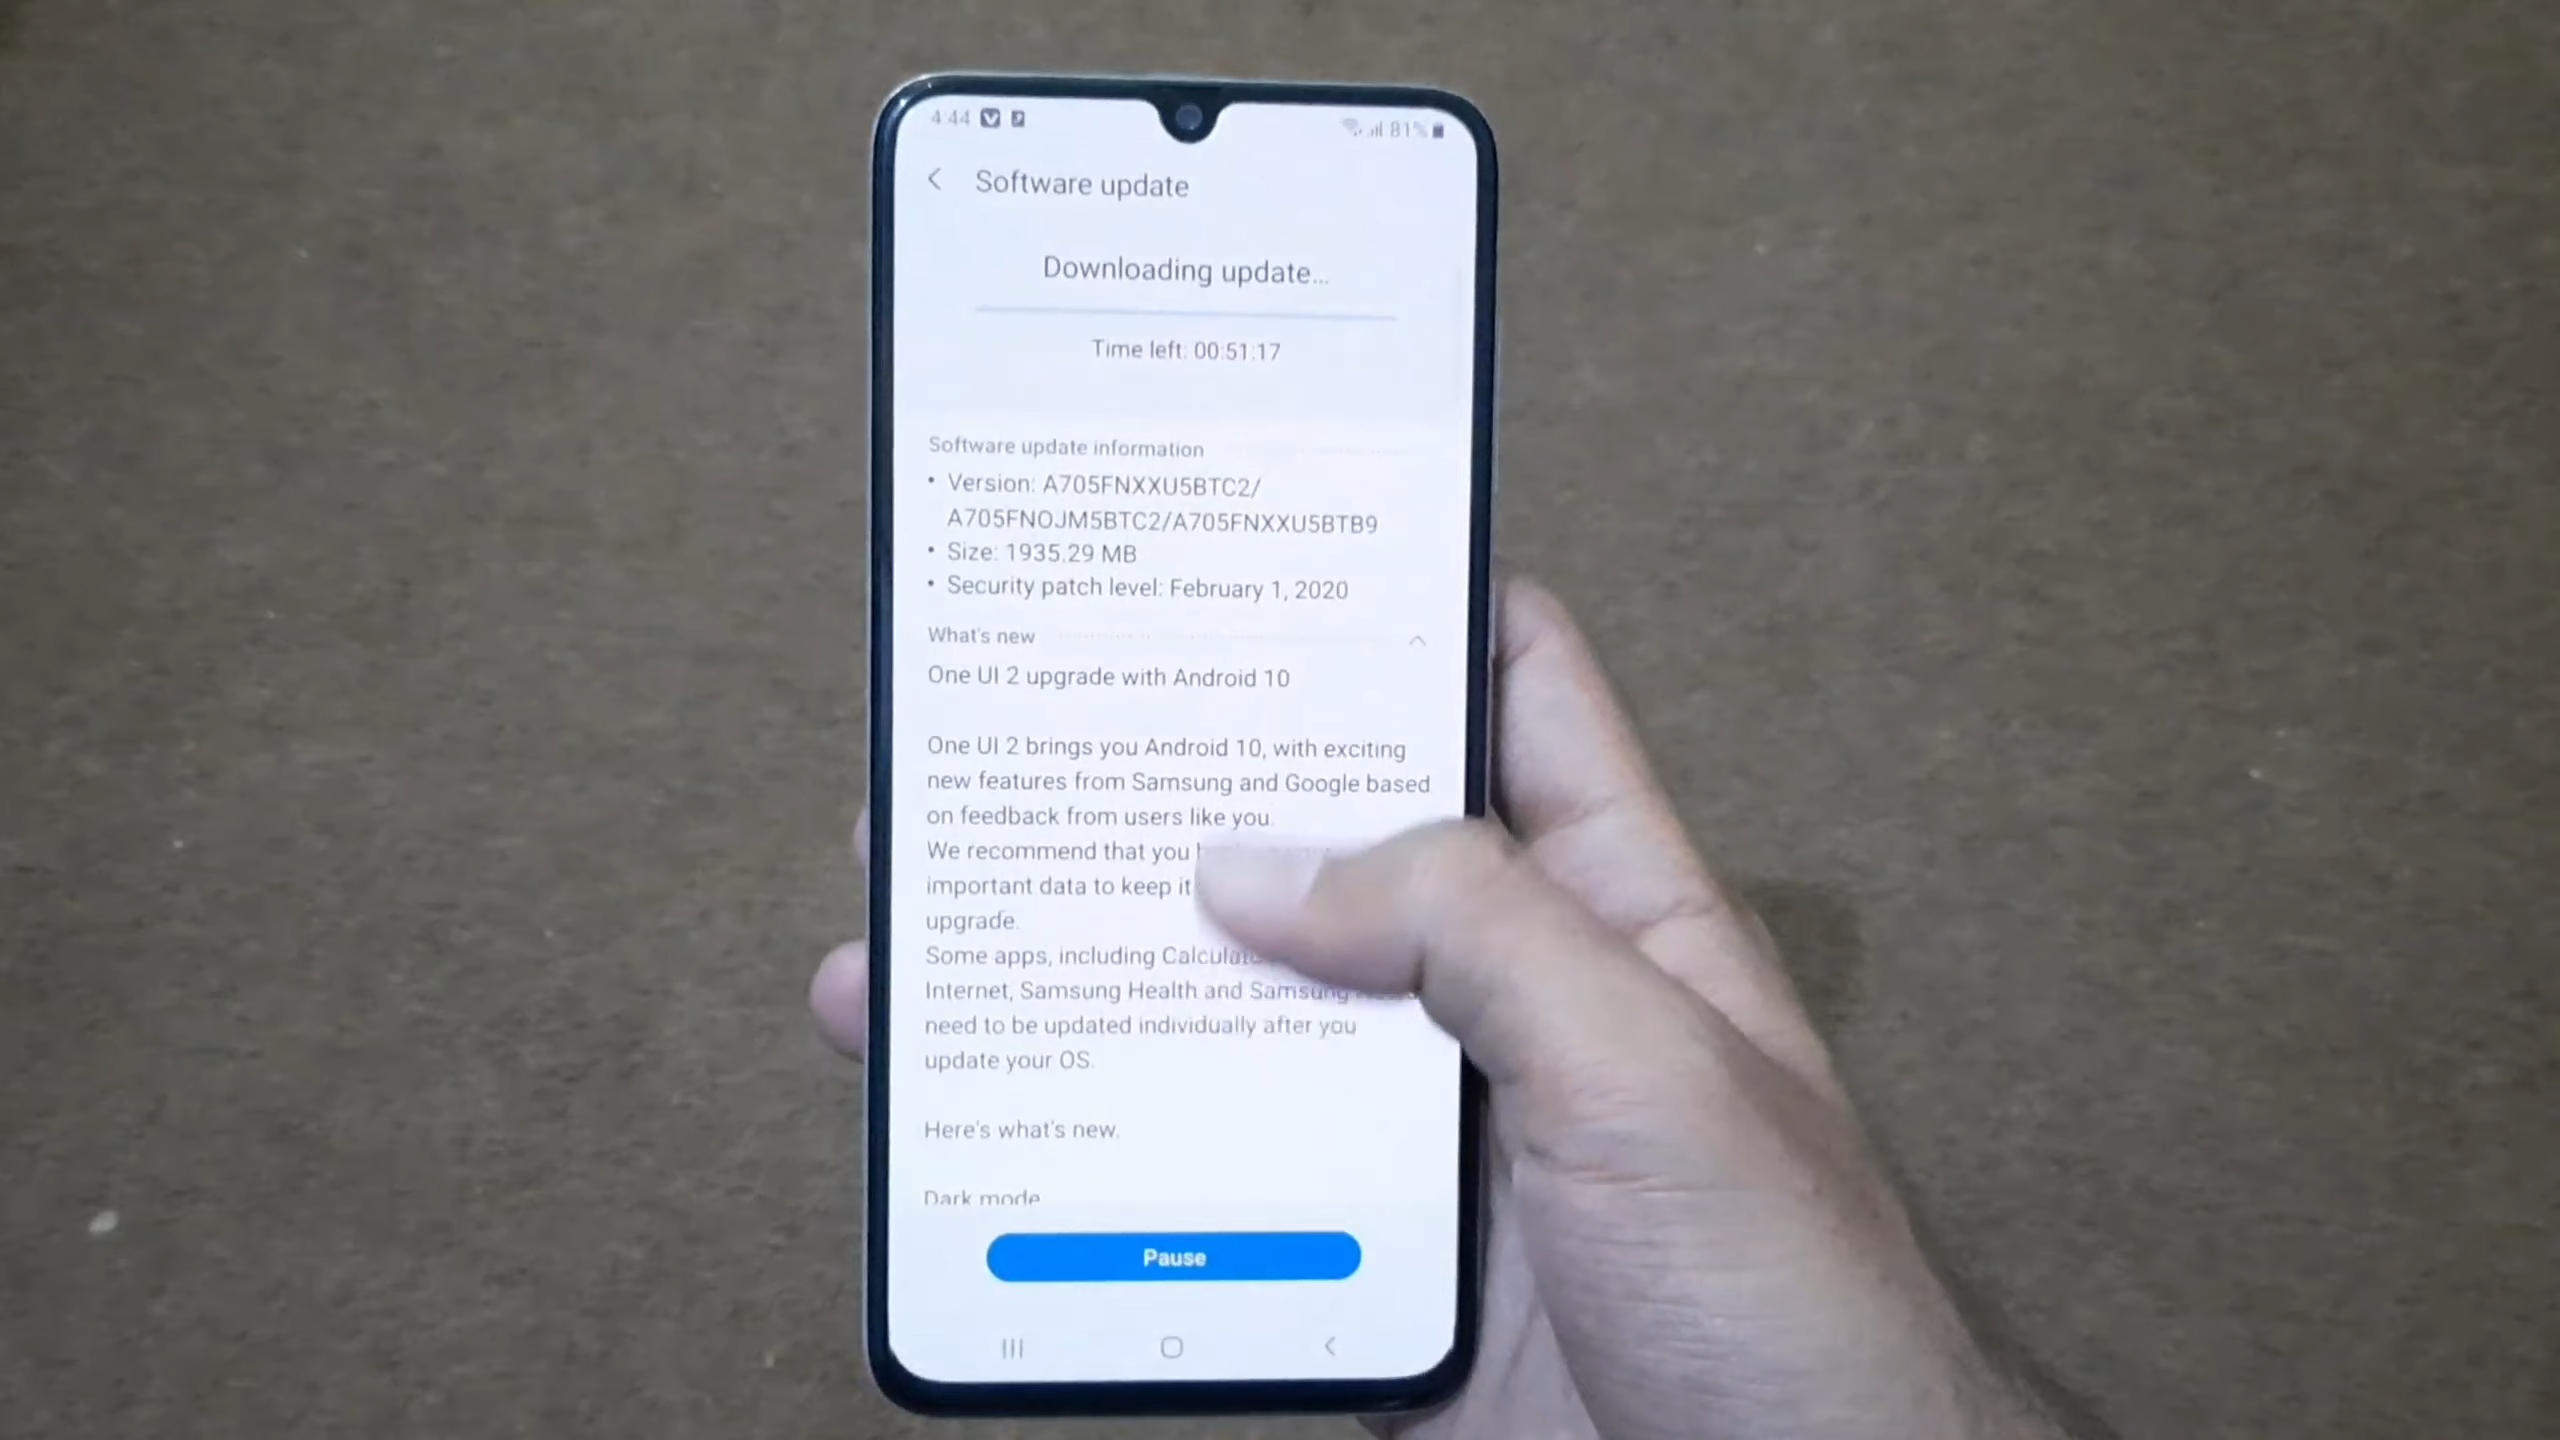 4:44
81%
Software update
Downloading update...
Time left: 00:51:17
Software update information
• Version: A705FNXXU5BTC2/
A705FNOJM5BTC2/A705FNXXU5BTB9
• Size: 1935.29 MB
• Security patch level: February 1, 2020
What's new
One UI 2 upgrade with Android 10
One UI 2 brings you Android 10, with exciting
new features from Samsung and Google based
on feedback from users like you.
We recommend that you
important data to keep it
upgrade.
Some apps, including
Internet, Samsung Health and Samsung
need to be updated individually after you
update your OS.
Here's what's new.
Dark mode
Pause